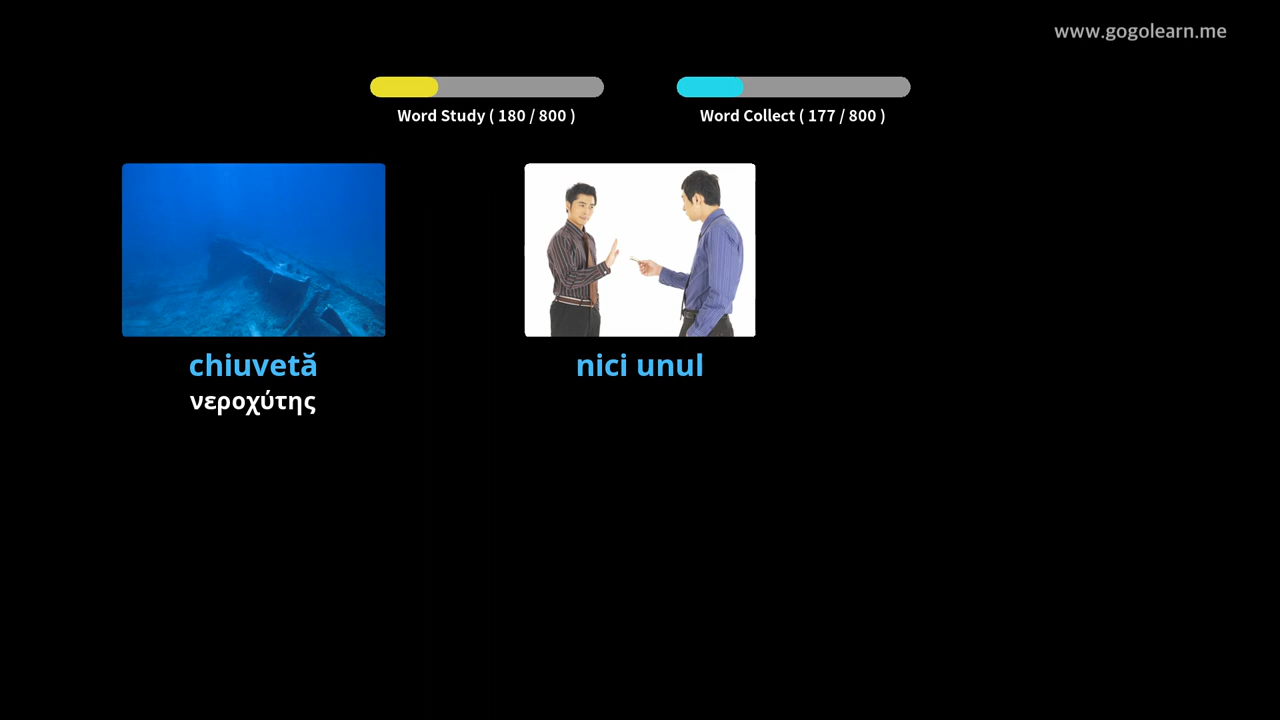 www.gogolearn.me
Word Study ( 180 / 800 )
Word Collect ( 177 / 800 )
chiuvetă
νεροχύτης
nici unul